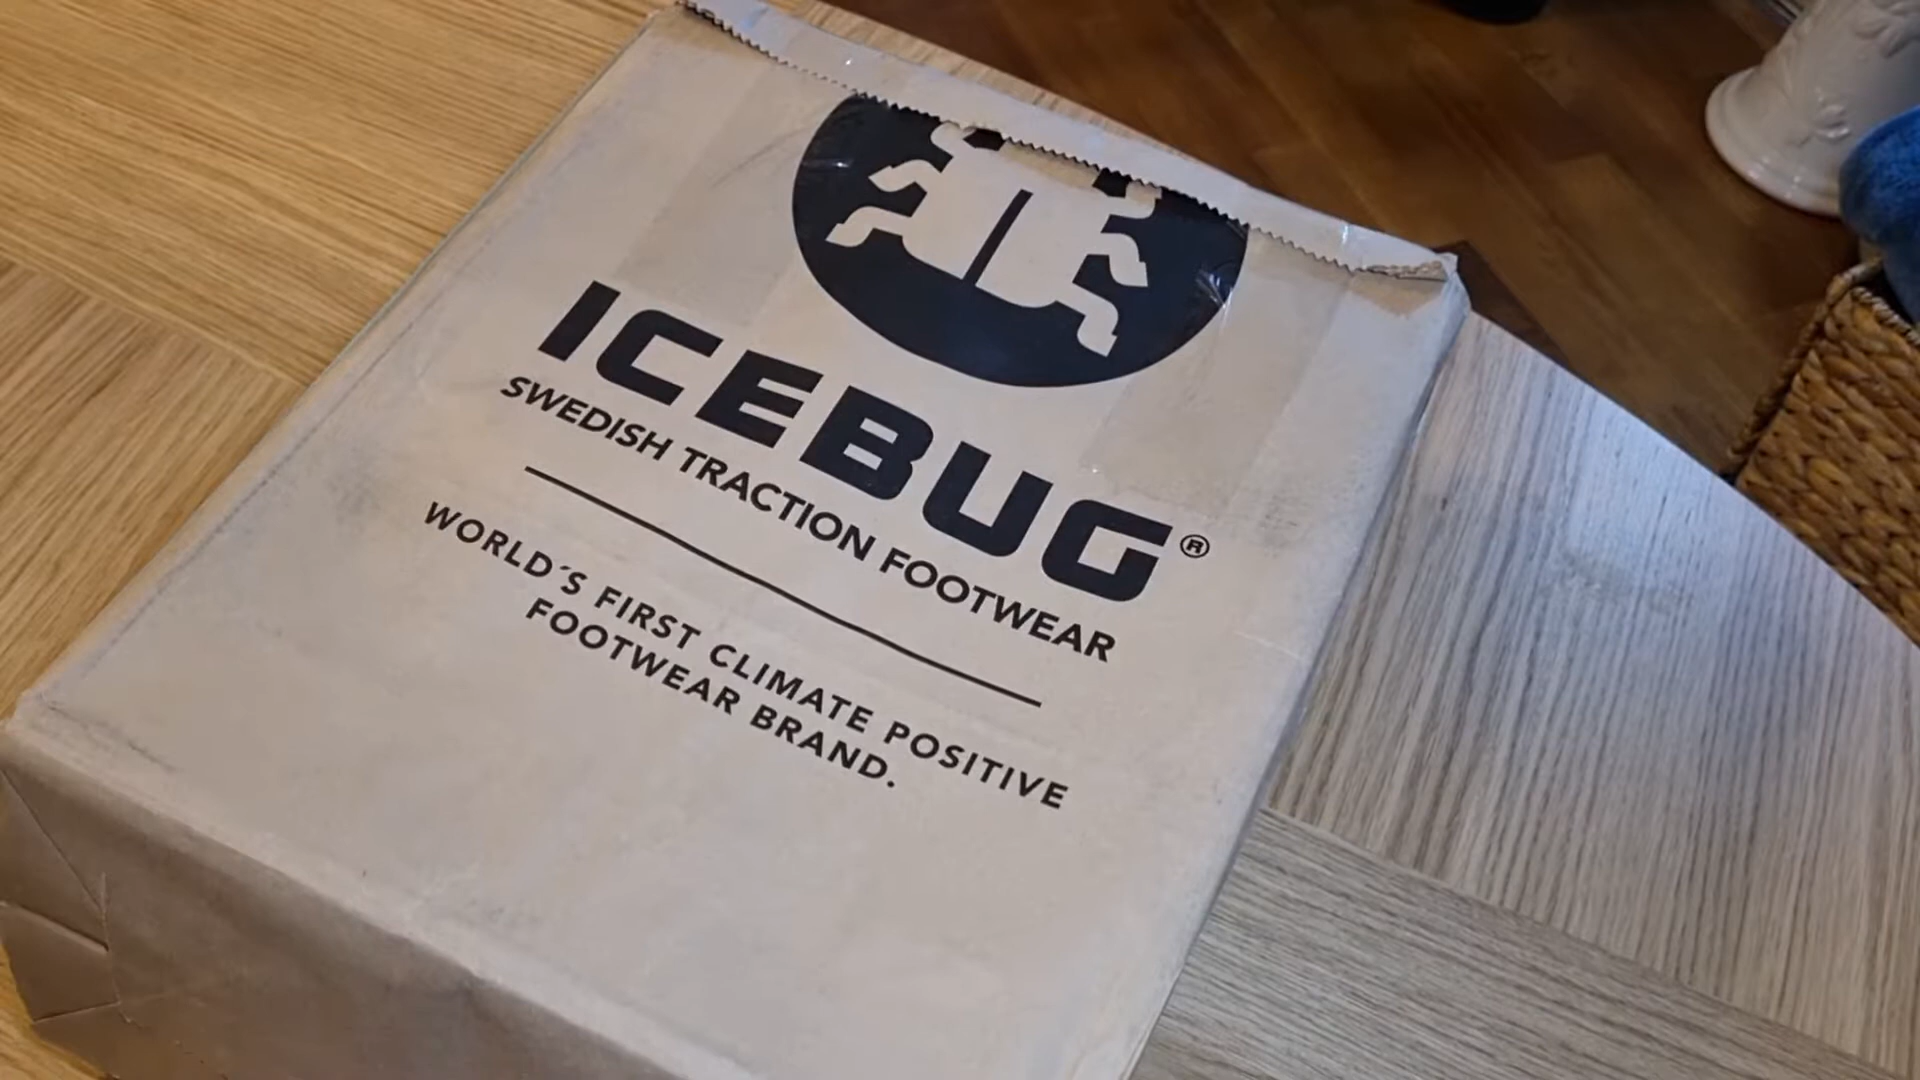 ICEBUG®
SWEDISH TRACTION FOOTWEAR
WORLD´S FIRST CLIMATE POSITIVE
FOOTWEAR BRAND.